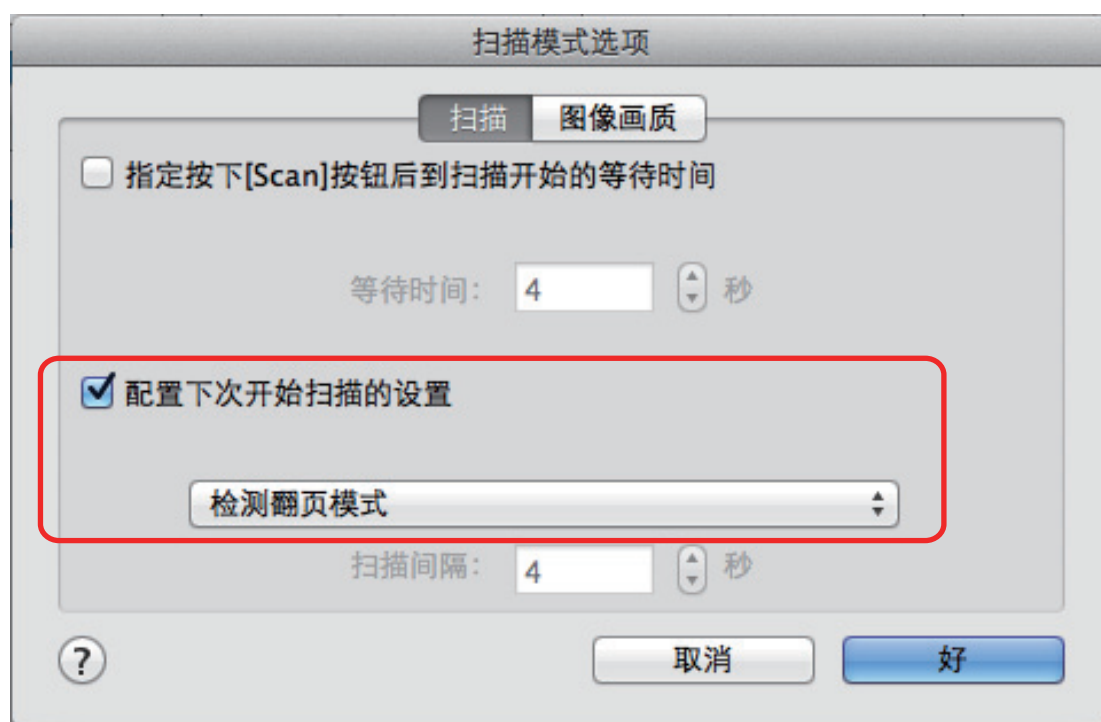 扫描模式选项
扫描 图像画质
指定按下[Scan]按钮后到扫描开始的等待时间
等待时间： 4 秒
配置下次开始扫描的设置
检测翻页模式
扫描间隔： 4 秒
? 取消 好